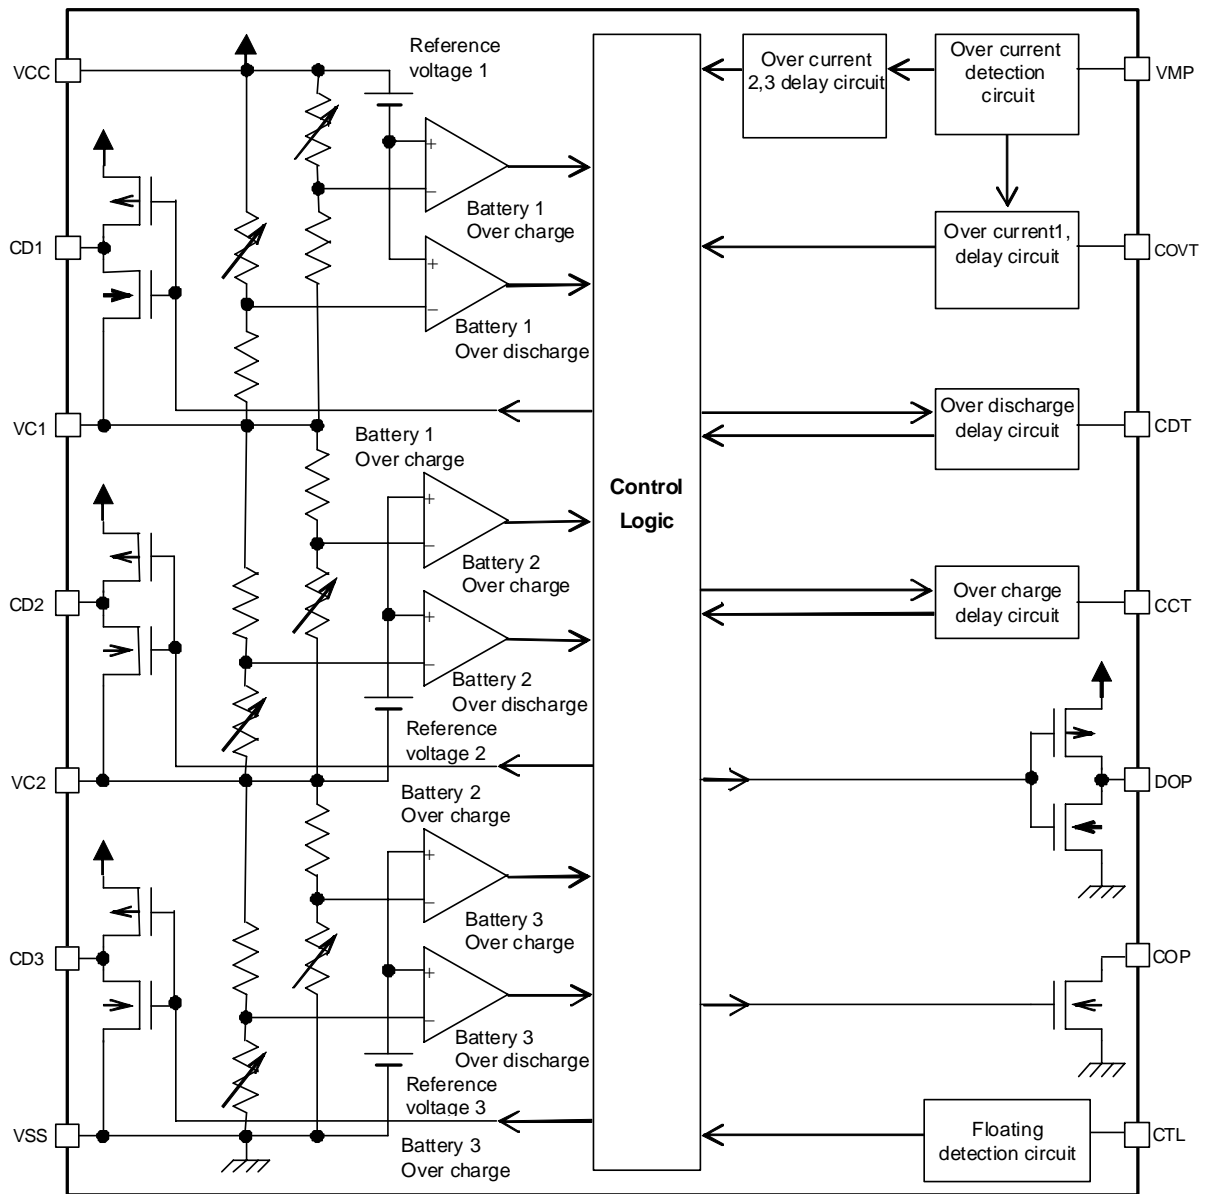 Reference
voltage 1
VCC
Over current
2,3 delay circuit
Over current
detection
circuit
VMP
+
−
Battery 1
Over charge
CD1
+
−
Battery 1
Over discharge
Over current1,
delay circuit
COVT
VC1
Battery 1
Over charge
Over discharge
delay circuit
CDT
Control
Logic
+
−
Battery 2
Over charge
CD2
+
−
Battery 2
Over discharge
Over charge
delay circuit
CCT
Reference
voltage 2
VC2
Battery 2
Over charge
DOP
+
−
Battery 3
Over charge
CD3
+
−
Battery 3
Over discharge
COP
Reference
voltage 3
VSS
Battery 3
Over charge
Floating
detection circuit
CTL